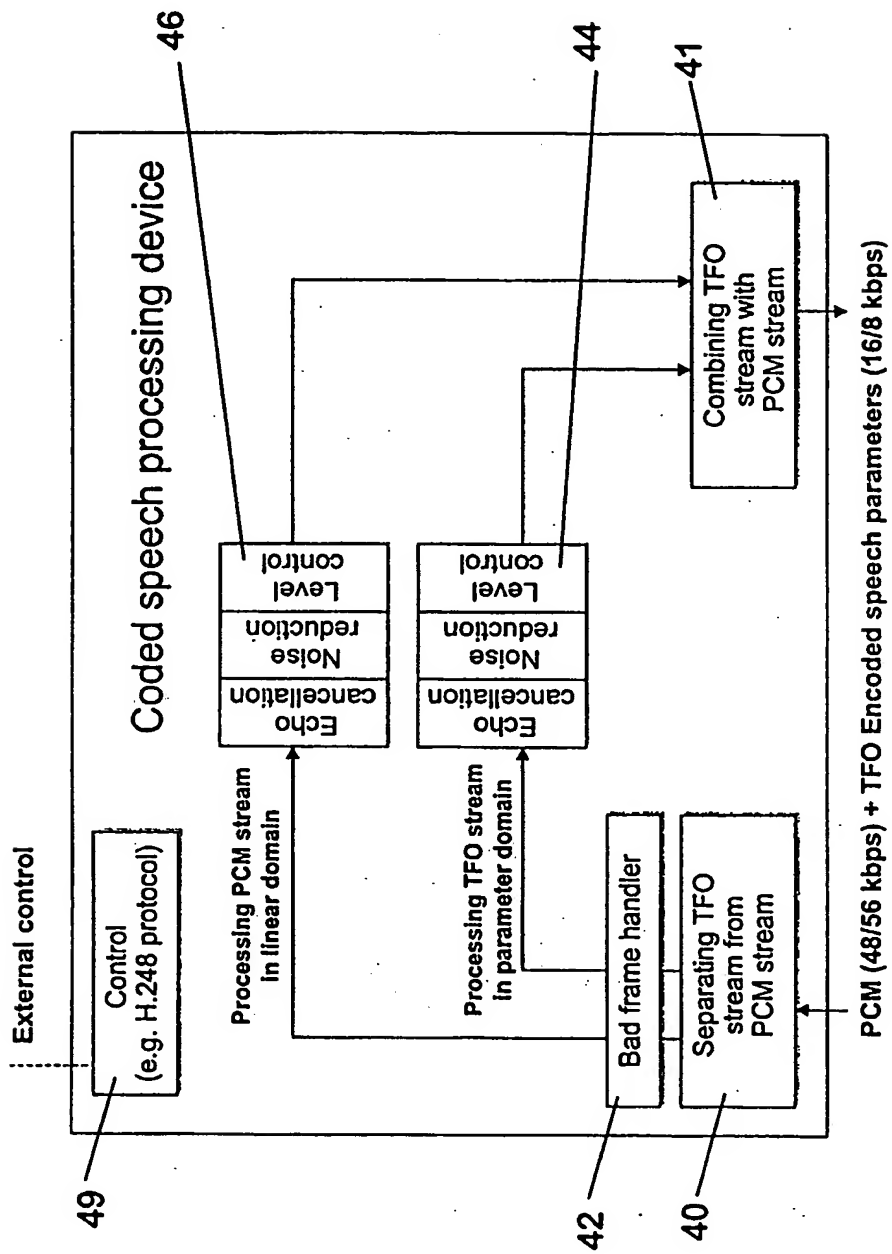 External control
Control
(e.g. H.248 protocol)
49
Coded speech processing device
46
Processing PCM stream
in linear domain
Echo
cancellation
Noise
reduction
Level
control
Processing TFO stream
in parameter domain
Echo
cancellation
Noise
reduction
Level
control
44
Bad frame handler
42
Separating TFO
stream from
PCM stream
40
Combining TFO
stream with
PCM stream
41
PCM (48/56 kbps) + TFO Encoded speech parameters (16/8 kbps)